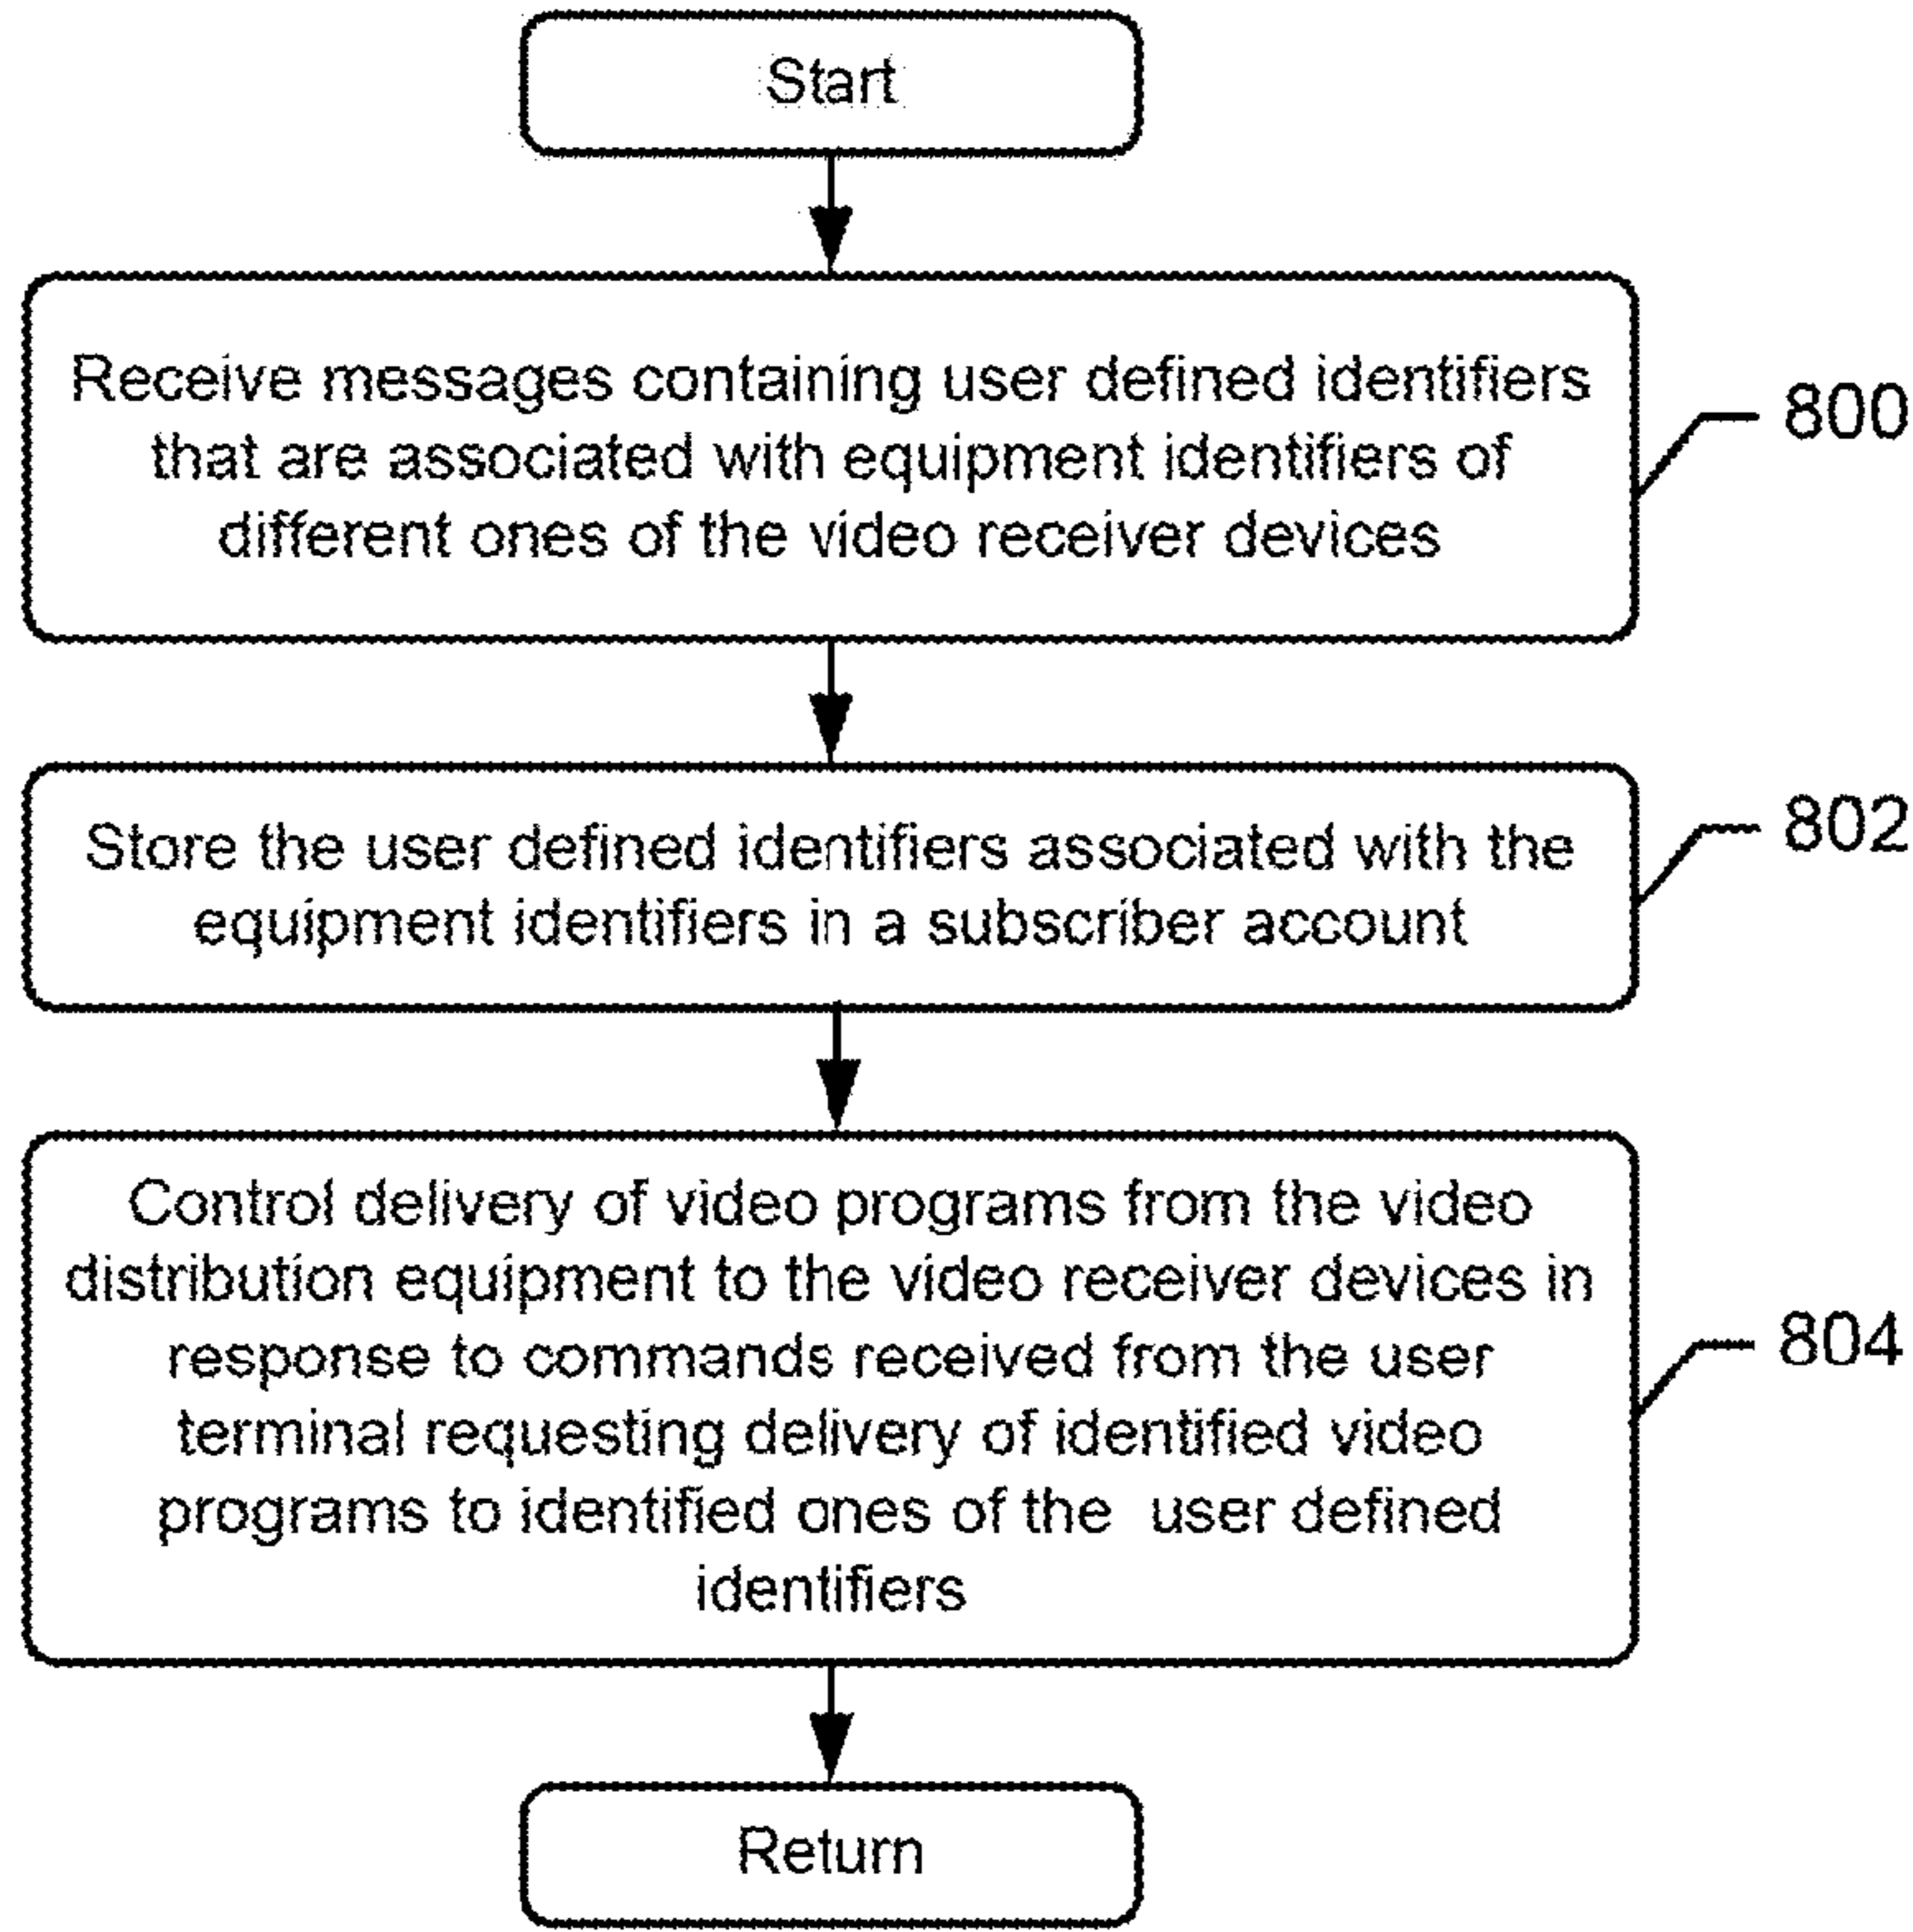 Start
Receive messages containing user defined identifiers
that are associated with equipment identifiers of
different ones of the video receiver devices
800
Store the user defined identifiers associated with the
equipment identifiers in a subscriber account
802
Control delivery of video programs from the video
distribution equipment to the video receiver devices in
response to commands received from the user
terminal requesting delivery of identified video
programs to identified ones of the user defined
identifiers
804
Return